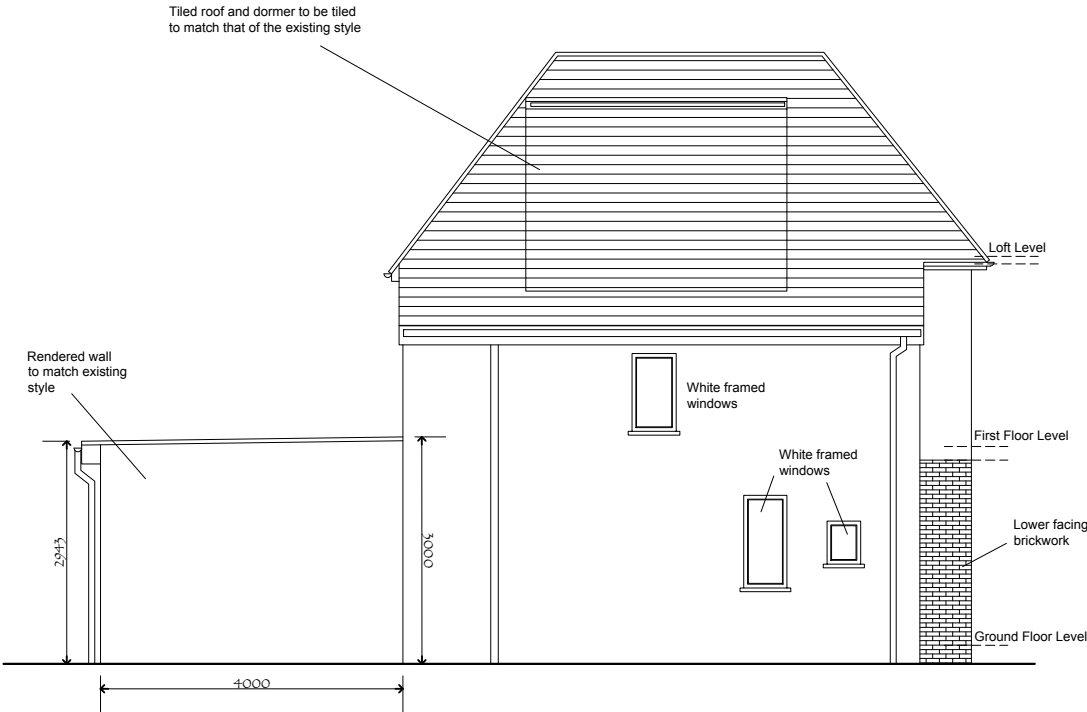 Tiled roof and dormer to be tiled
to match that of the existing style
Loft Level
Rendered wall
to match existing
style
White framed
windows
First Floor Level
White framed
windows
Lower facing
brickwork
2943
3000
Ground Floor Level
4000